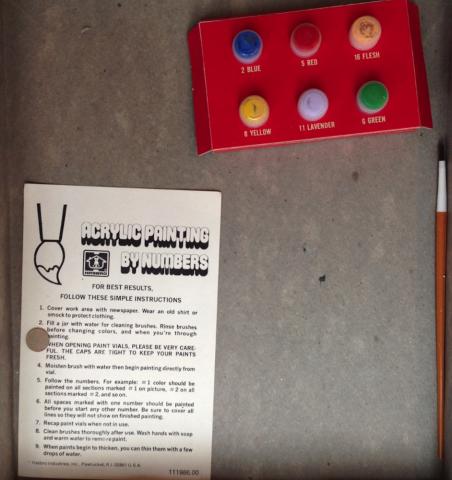 2 BLUE
5 RED
16 FLESH
8 YELLOW
11 LAVENDER
6 GREEN
ACRYLIC PAINTING
BY NUMBERS
HASBRO
FOR BEST RESULTS,
FOLLOW THESE SIMPLE INSTRUCTIONS
1. Cover work area with newspaper. Wear an old shirt or
smock to protect clothing.
2. Fill a jar with water for cleaning brushes. Rinse brushes
before changing colors, and when you're through
painting.
WHEN OPENING PAINT VIALS, PLEASE BE VERY CARE-
FUL. THE CAPS ARE TIGHT TO KEEP YOUR PAINTS
FRESH.
4. Moisten brush with water then begin painting directly from
vial.
5. Follow the numbers. For example: #1 color should be
painted on all sections marked #1 on picture, #2 on all
sections marked #2, and so on.
6. All spaces marked with one number should be painted
before you start any other number. Be sure to cover all
lines so they will not show on finished painting.
7. Recap paint vials when not in use.
8. Clean brushes thoroughly after use. Wash hands with soap
and warm water to remove paint.
9. When paints begin to thicken, you can thin them with a few
drops of water.
Hasbro Industries, Inc., Pawtucket, R.I. 02861 U.S.A.
111986.00